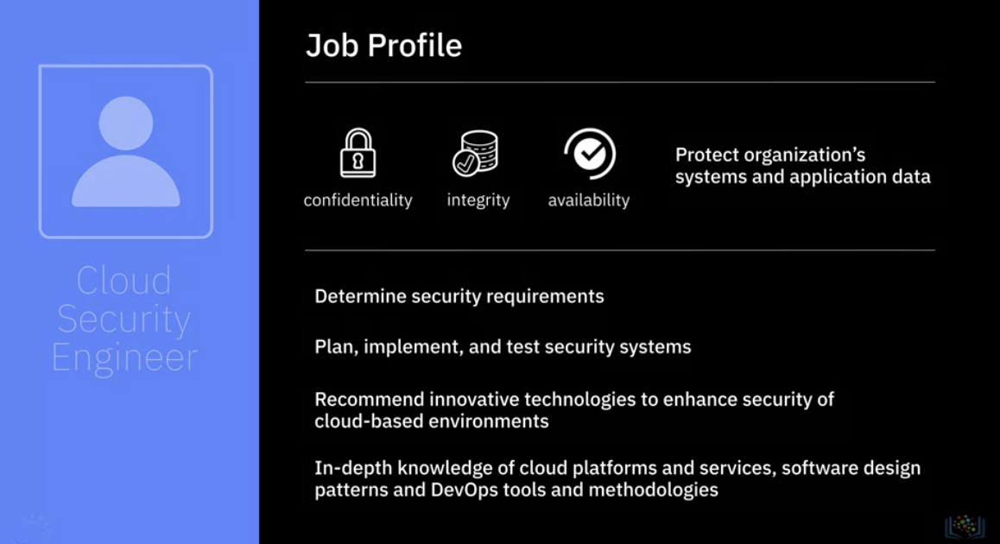 Job Profile
confidentiality
integrity
availability
Protect organization's
systems and application data
Cloud
Security
Engineer
Determine security requirements
Plan, implement, and test security systems
Recommend innovative technologies to enhance security of
cloud-based environments
In-depth knowledge of cloud platforms and services, software design
patterns and DevOps tools and methodologies